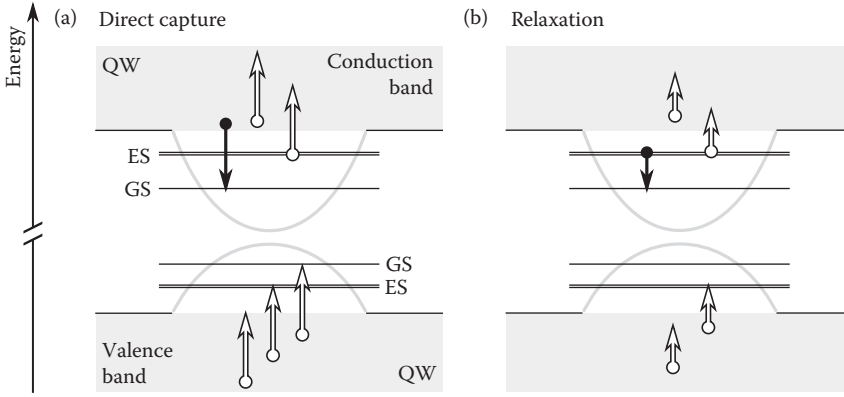 (a) Direct capture
(b) Relaxation
Energy
QW
Conduction
band
ES
GS
GS
ES
Valence
band
QW